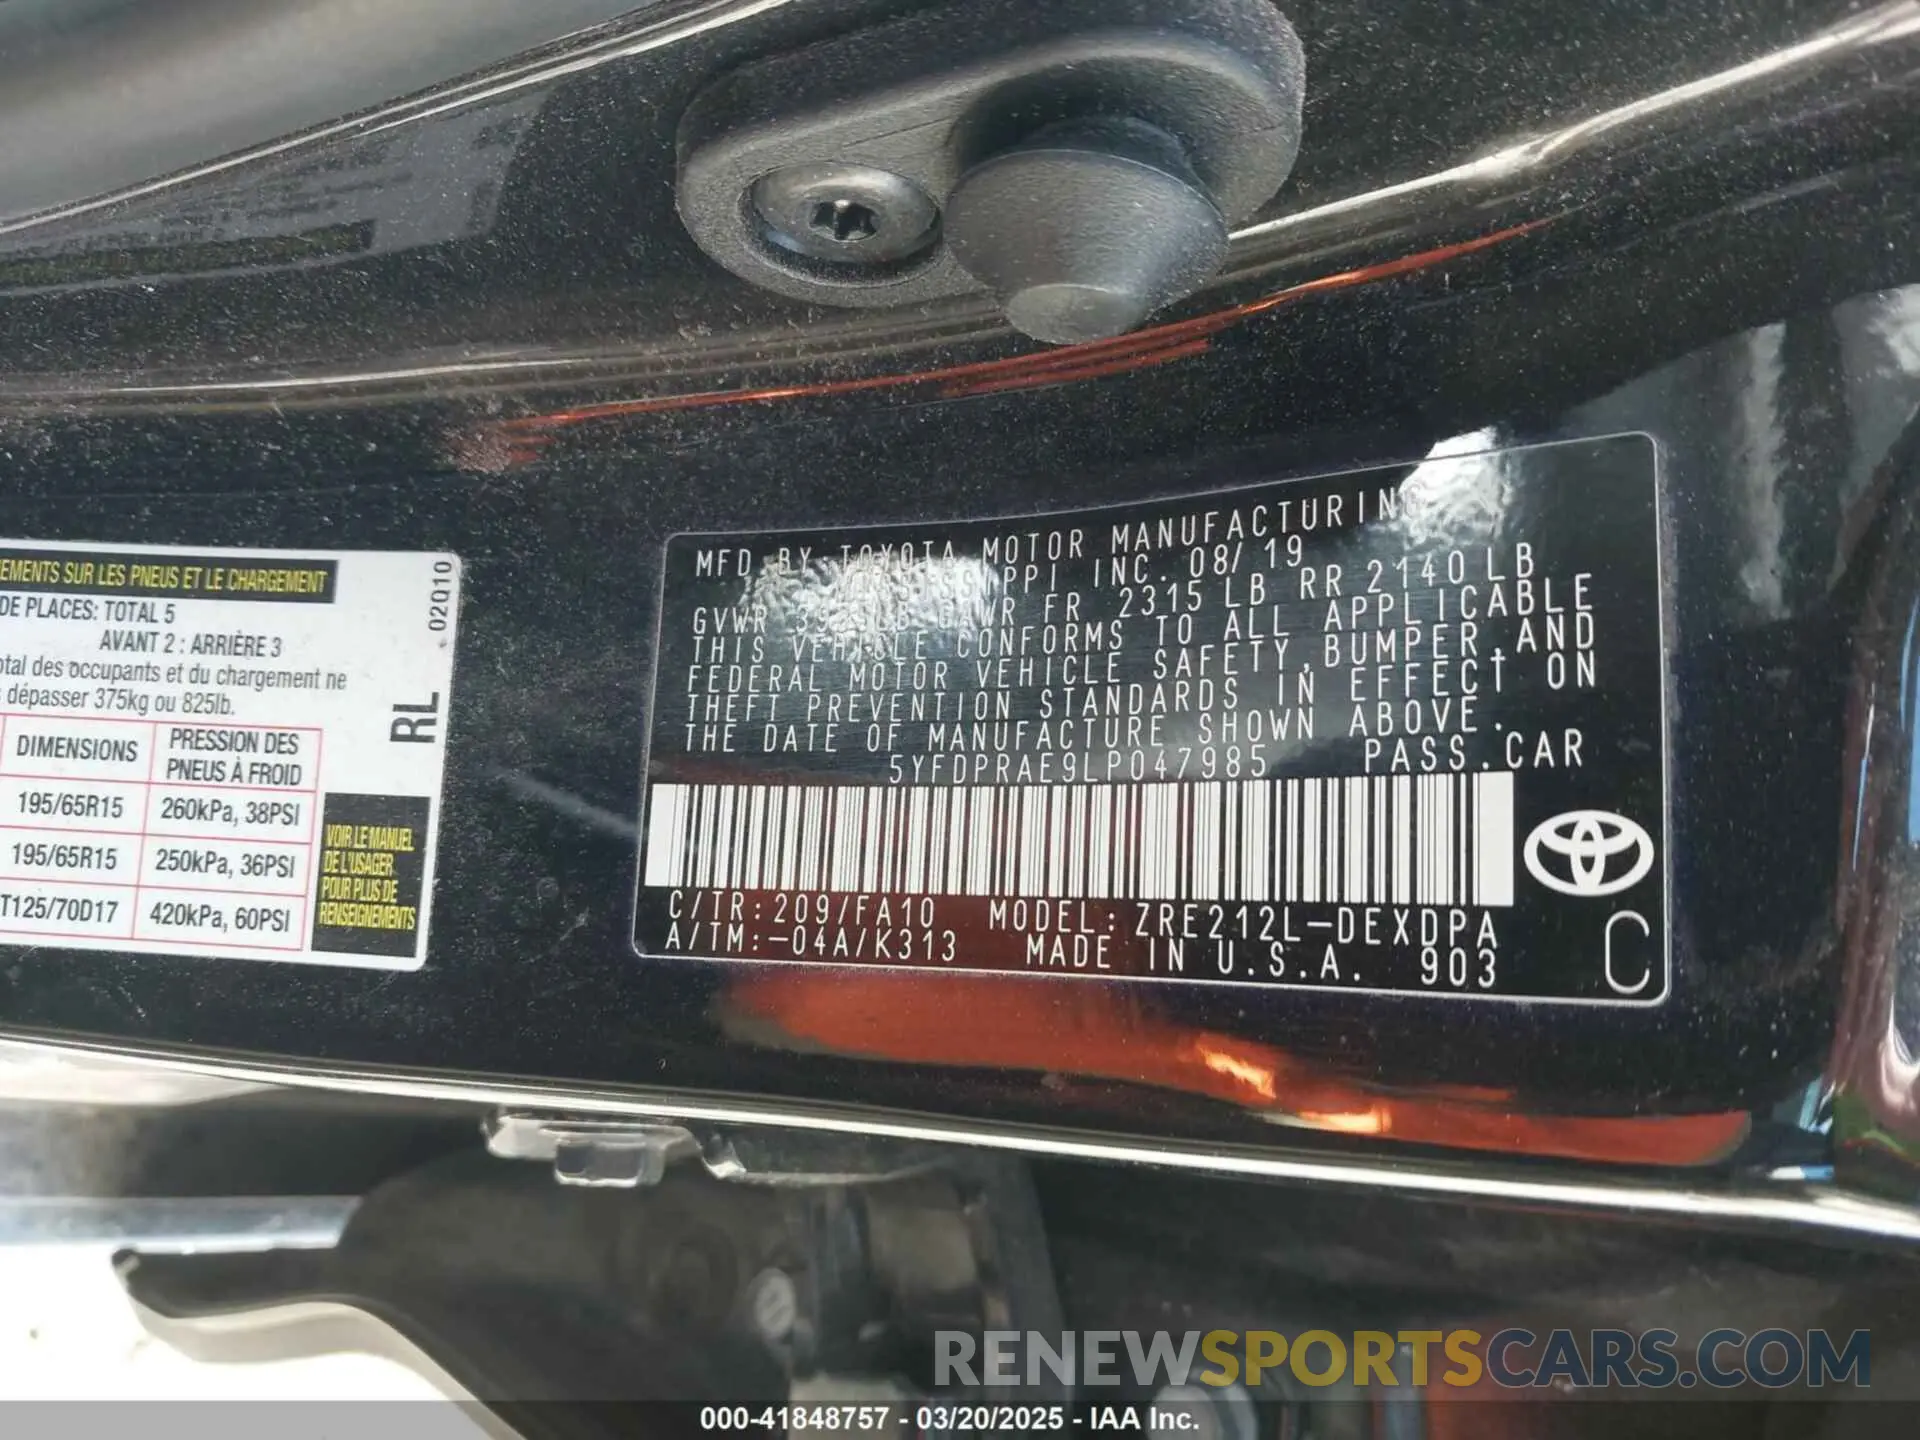 EMENTS SUR LES PNEUS ET LE CHARGEMENT
DE PLACES: TOTAL 5
AVANT 2 : ARRIÈRE 3
otal des occupants et du chargement ne
dépasser 375kg ou 825lb.
DIMENSIONS PRESSION DES PNEUS À FROID
195/65R15 260kPa, 38PSI
195/65R15 250kPa, 36PSI
T125/70D17 420kPa, 60PSI
02Q10
RL
VOIR LE MANUEL
DE L'USAGER
POUR PLUS DE
RENSEIGNEMENTS
MFD BY TOYOTA MOTOR MANUFACTURING
MISSISSIPPI INC. 08/19
GVWR LB GAWR FR 2315 LB RR 2140 LB
THIS VEHICLE CONFORMS TO ALL APPLICABLE
FEDERAL MOTOR VEHICLE SAFETY, BUMPER, AND
THEFT PREVENTION STANDARDS IN EFFECT ON
THE DATE OF MANUFACTURE SHOWN ABOVE.
5YFDPRAE9LP047985 PASS.CAR
C/TR:209/FA10 MODEL:ZRE212L-DEXDPA
A/TM:-04A/K313 MADE IN U.S.A. 903
C
RENEWSPORTSCARS.COM
000-41848757 - 03/20/2025 - IAA Inc.